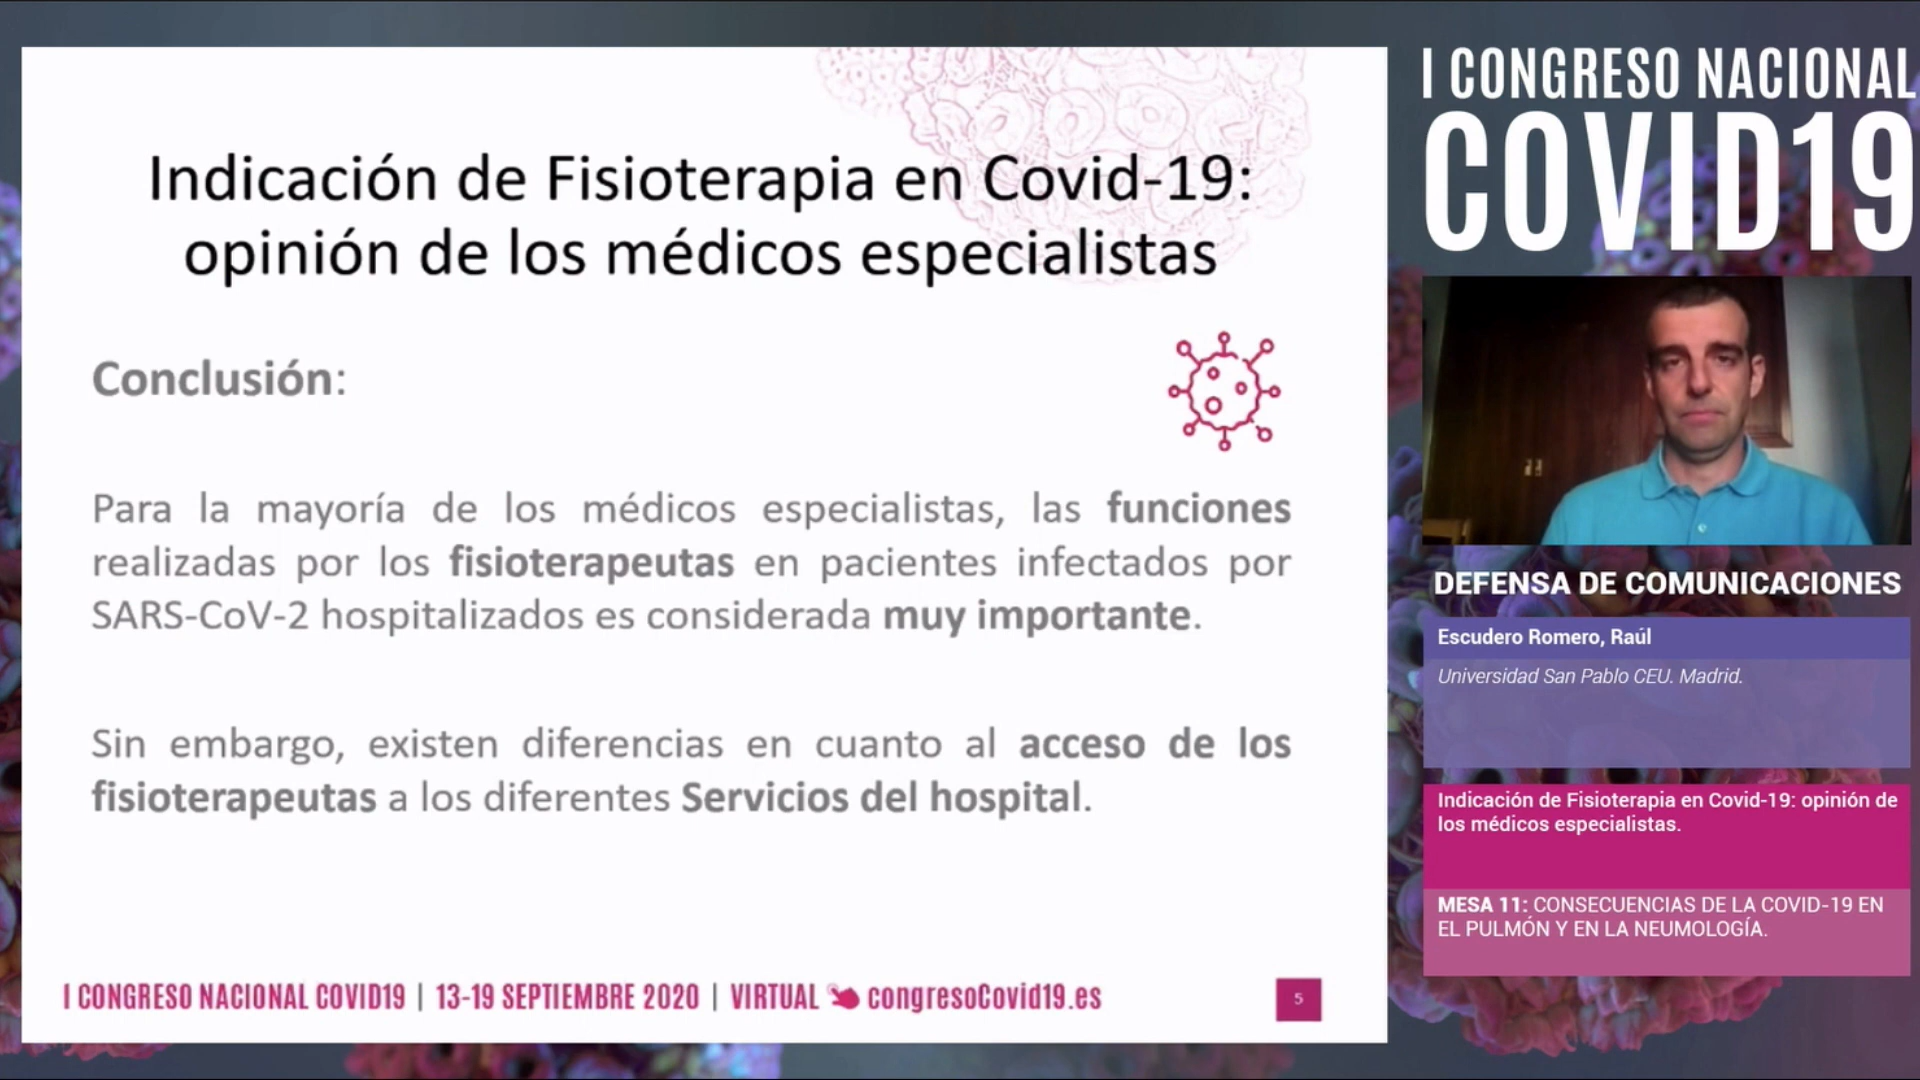 Indicación de Fisioterapia en Covid-19:
opinión de los médicos especialistas
Conclusión:
Para la mayoría de los médicos especialistas, las funciones
realizadas por los fisioterapeutas en pacientes infectados por
SARS-CoV-2 hospitalizados es considerada muy importante.
Sin embargo, existen diferencias en cuanto al acceso de los
fisioterapeutas a los diferentes Servicios del hospital.
I CONGRESO NACIONAL COVID19 | 13-19 SEPTIEMBRE 2020 | VIRTUAL congresoCovid19.es
5
I CONGRESO NACIONAL
COVID19
DEFENSA DE COMUNICACIONES
Escudero Romero, Raúl
Universidad San Pablo CEU. Madrid.
Indicación de Fisioterapia en Covid-19: opinión de
los médicos especialistas.
MESA 11: CONSECUENCIAS DE LA COVID-19 EN
EL PULMÓN Y EN LA NEUMOLOGÍA.